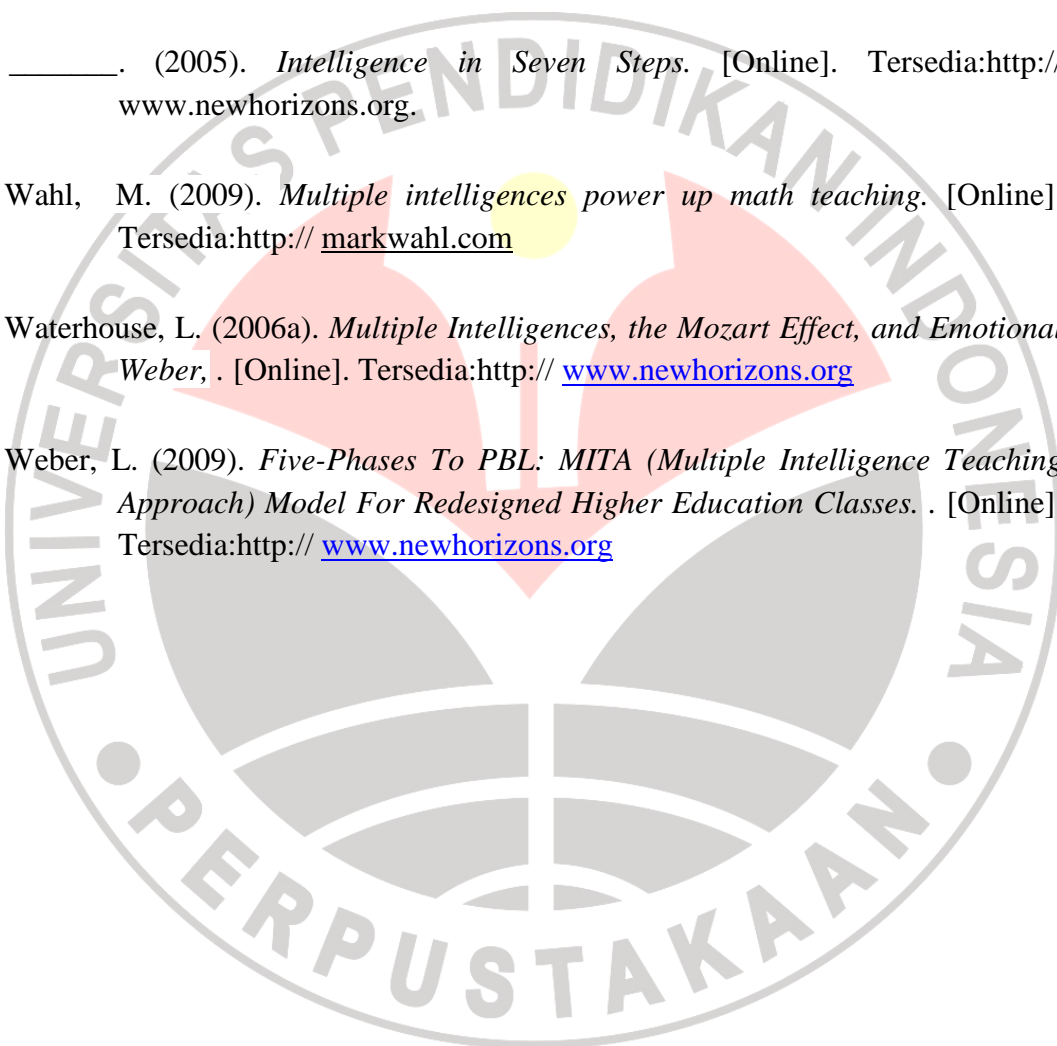 _______. (2005). Intelligence in Seven Steps. [Online]. Tersedia:http://
www.newhorizons.org.
Wahl, M. (2009). Multiple intelligences power up math teaching. [Online]
Tersedia:http:// markwahl.com
Waterhouse, L. (2006a). Multiple Intelligences, the Mozart Effect, and Emotional
Weber, . [Online]. Tersedia:http:// www.newhorizons.org
Weber, L. (2009). Five-Phases To PBL: MITA (Multiple Intelligence Teaching
Approach) Model For Redesigned Higher Education Classes. . [Online]
Tersedia:http:// www.newhorizons.org
UNIVERSITAS PENDIDIKAN INDONESIA
PERPUSTAKAAN